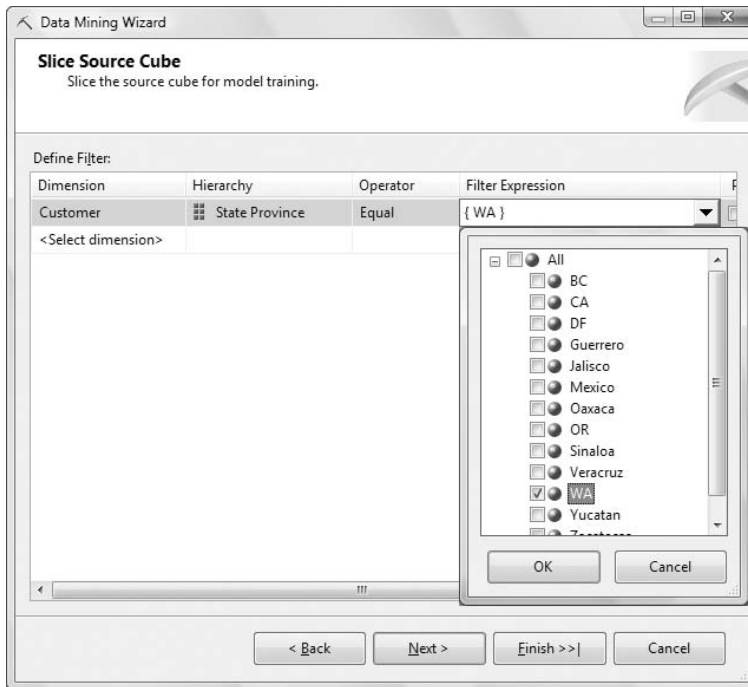 Data Mining Wizard
Slice Source Cube
Slice the source cube for model training.
Define Filter:
Dimension Hierarchy Operator Filter Expression
Customer State Province Equal { WA }
<Select dimension>
All
BC
CA
DF
Guerrero
Jalisco
Mexico
Oaxaca
OR
Sinaloa
Veracruz
WA
Yucatan
OK Cancel
< Back Next > Finish >>| Cancel